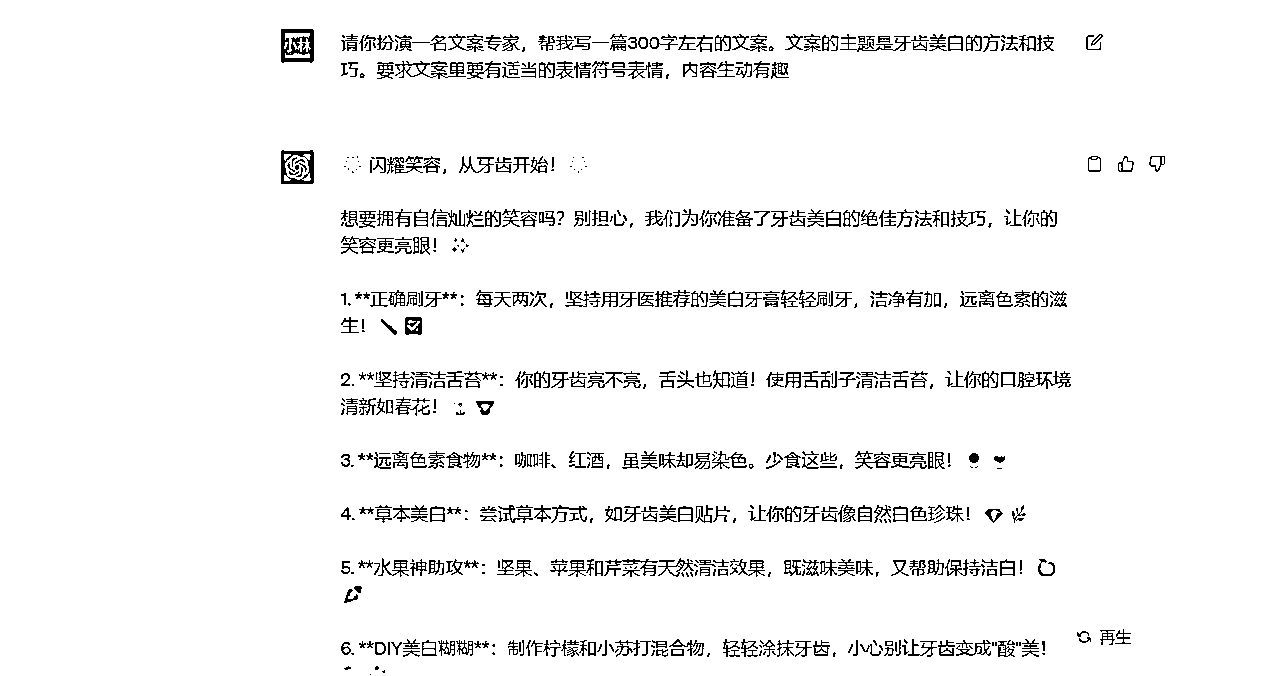 小林
请你扮演一名文案专家，帮我写一篇300字左右的文案。文案的主题是牙齿美白的方法和技
巧。要求文案里要有适当的表情符号表情，内容生动有趣
闪耀笑容，从牙齿开始！
想要拥有自信灿烂的笑容吗？别担心，我们为你准备了牙齿美白的绝佳方法和技巧，让你的
笑容更亮眼！
1. **正确刷牙**：每天两次，坚持用牙医推荐的美白牙膏轻轻刷牙，洁净有加，远离色素的滋
生！
2. **坚持清洁舌苔**：你的牙齿亮不亮，舌头也知道！使用舌刮子清洁舌苔，让你的口腔环境
清新如春花！
3. **远离色素食物**：咖啡、红酒，虽美味却易染色。少食这些，笑容更亮眼！
4. **草本美白**：尝试草本方式，如牙齿美白贴片，让你的牙齿像自然白色珍珠！
5. **水果神助攻**：坚果、苹果和芹菜有天然清洁效果，既滋味美味，又帮助保持洁白！
6. **DIY美白糊糊**：制作柠檬和小苏打混合物，轻轻涂抹牙齿，小心别让牙齿变成"酸"美！
再生